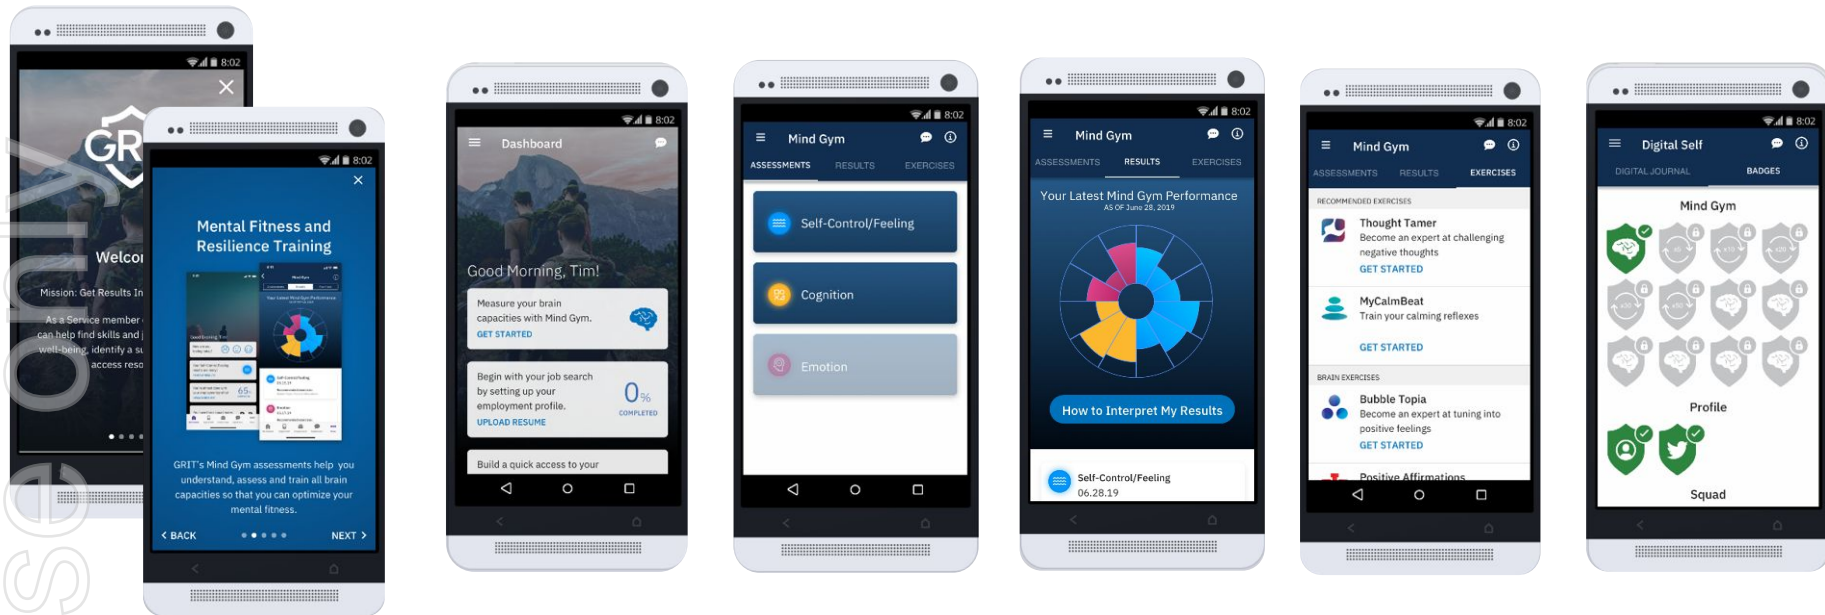 8:02
GR
Welco
Mission: Get Results In
As a Service member
can help find skills and
well-being, identify a su
access reso
8:02
Mental Fitness and
Resilience Training
GRIT's Mind Gym assessments help you
understand, assess and train all brain
capacities so that you can optimize your
mental fitness.
< BACK
NEXT >
8:02
Dashboard
Good Morning, Tim!
Measure your brain
capacities with Mind Gym.
GET STARTED
Begin with your job search
by setting up your
employment profile.
UPLOAD RESUME
0%
COMPLETED
Build a quick access to your
8:02
Mind Gym
ASSESSMENTS RESULTS EXERCISES
Self-Control/Feeling
Cognition
Emotion
8:02
Mind Gym
ASSESSMENTS RESULTS EXERCISES
Your Latest Mind Gym Performance
AS OF June 28, 2019
How to Interpret My Results
Self-Control/Feeling
06.28.19
8:02
Mind Gym
ASSESSMENTS RESULTS EXERCISES
RECOMMENDED EXERCISES
Thought Tamer
Become an expert at challenging
negative thoughts
GET STARTED
MyCalmBeat
Train your calming reflexes
GET STARTED
BRAIN EXERCISES
Bubble Topia
Become an expert at tuning into
positive feelings
GET STARTED
Positive Affirmations
8:02
Digital Self
DIGITAL JOURNAL BADGES
Mind Gym
Profile
Squad
se only